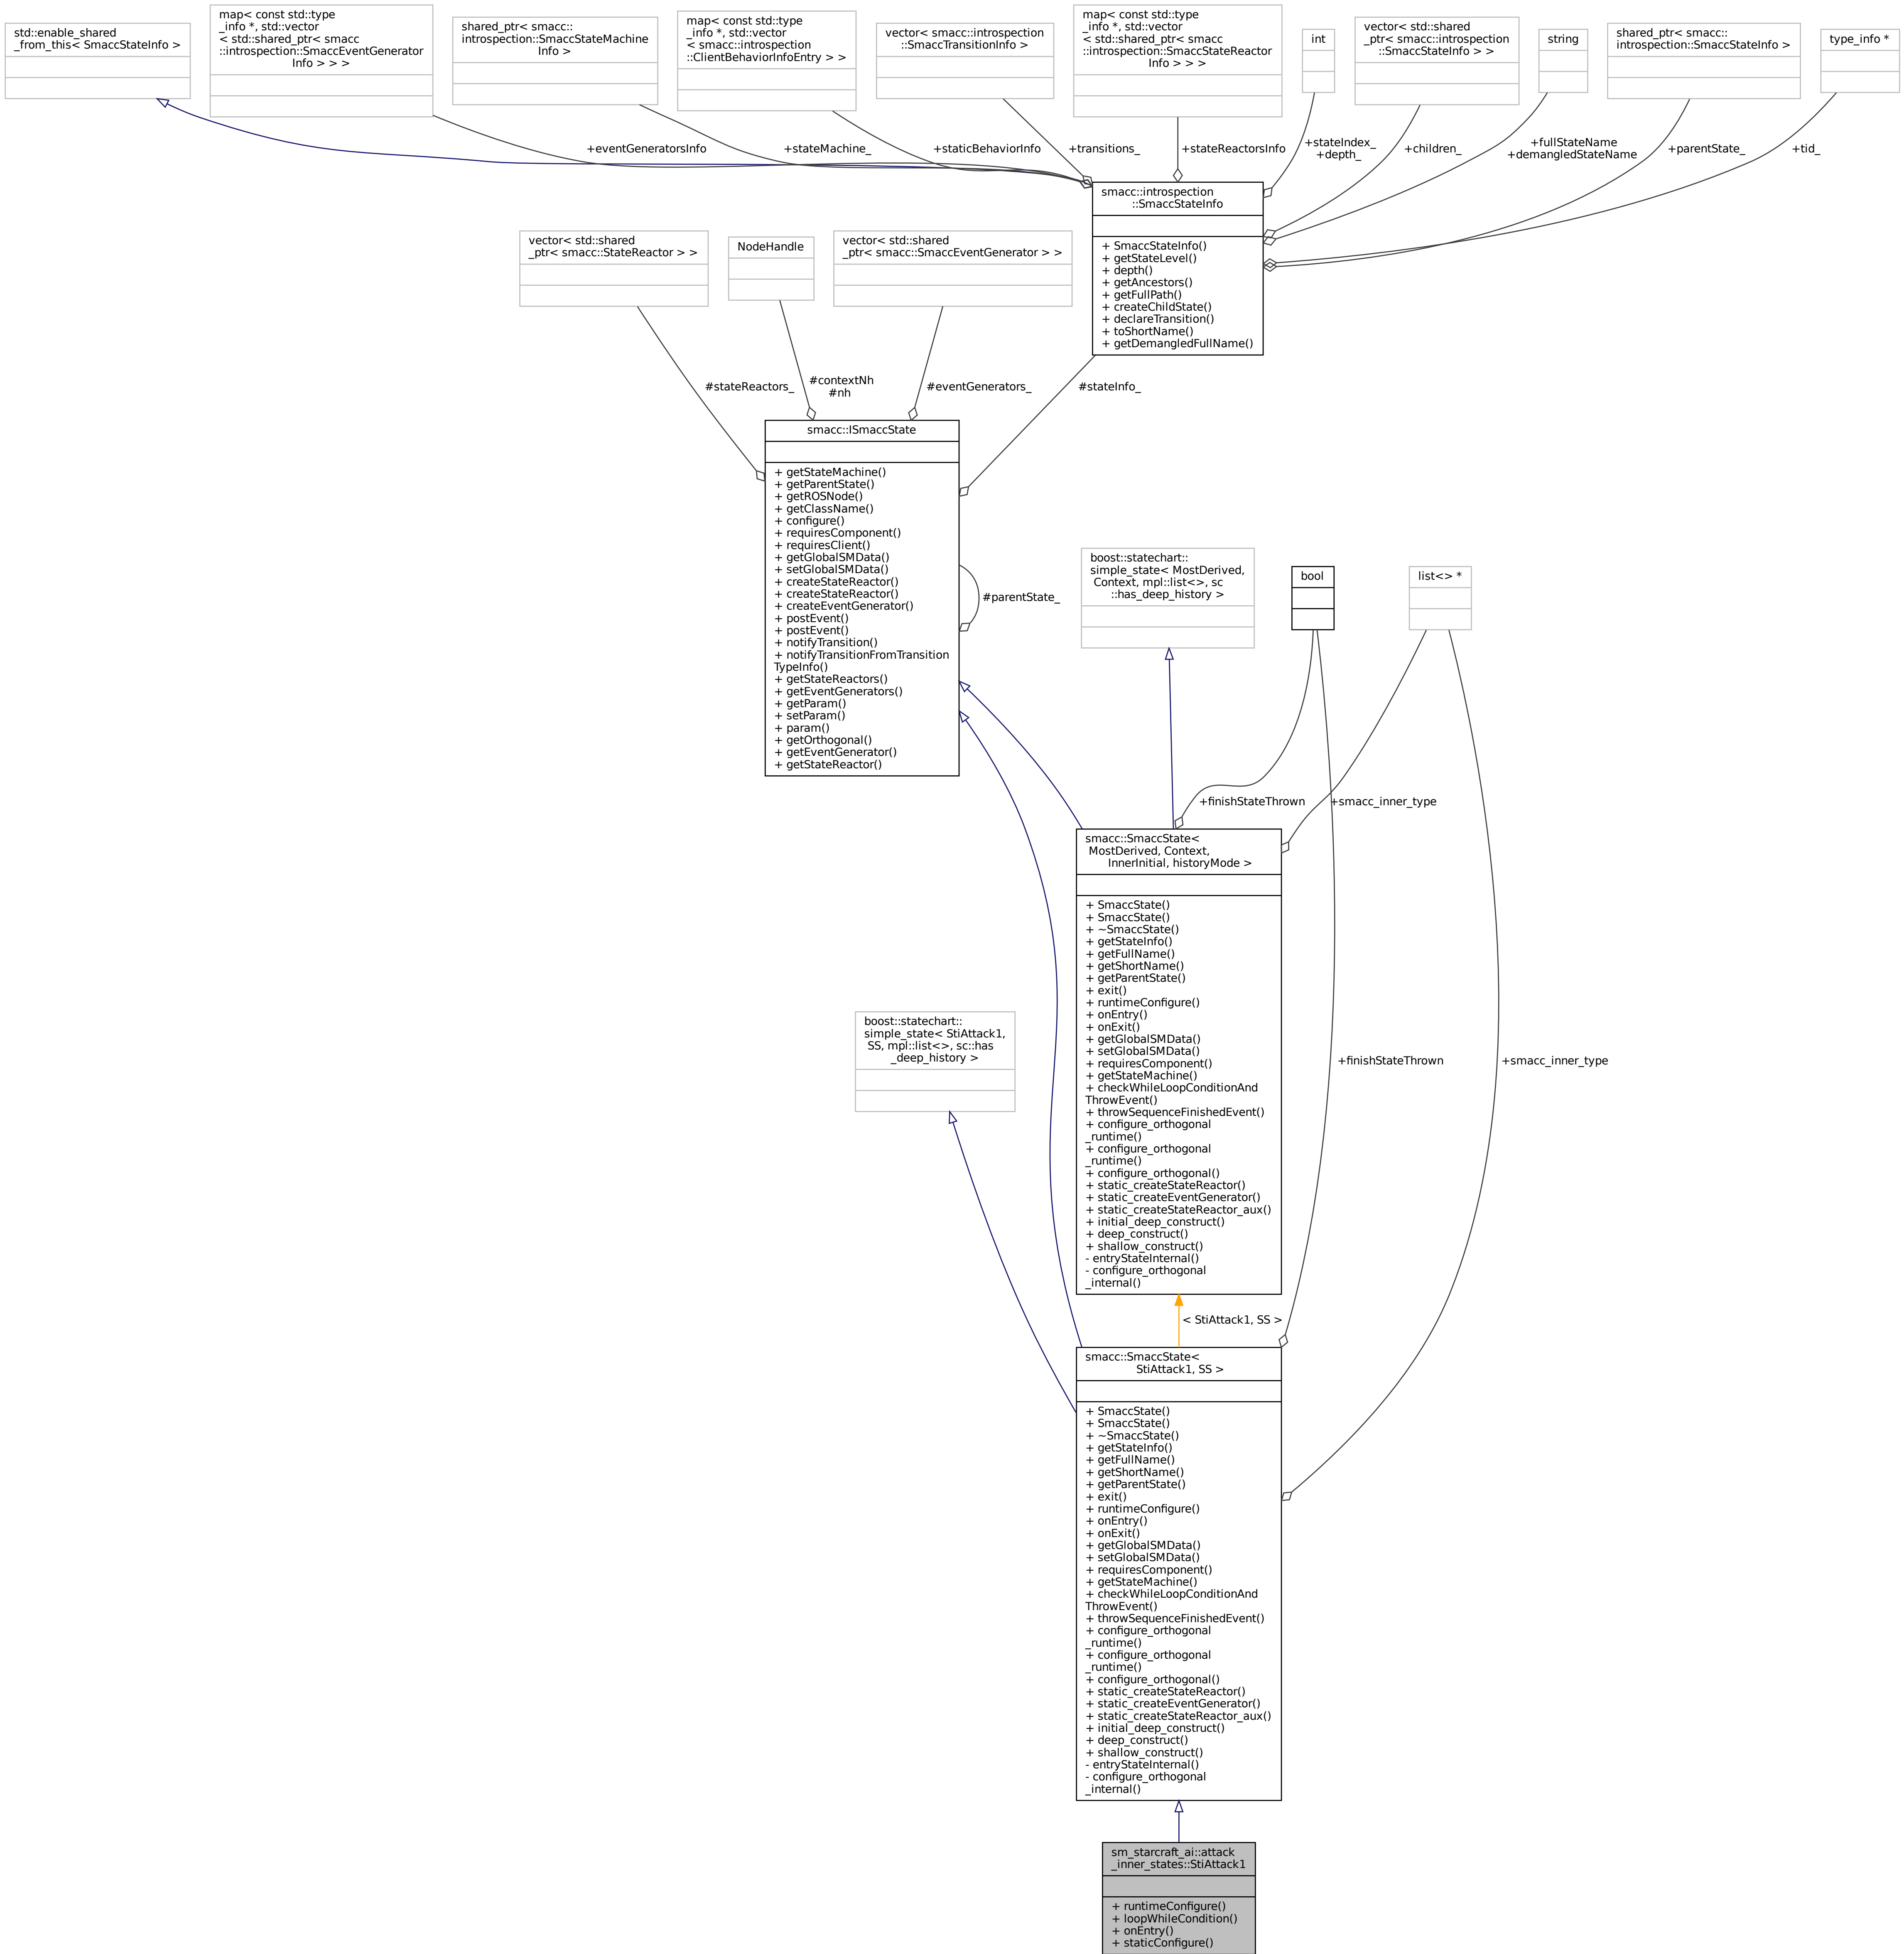 std::enable_shared
_from_this< SmaccStateInfo >
map< const std::type
_info *, std::vector
< std::shared_ptr< smacc
::introspection::SmaccEventGenerator
Info > > >
shared_ptr< smacc::
introspection::SmaccStateMachine
Info >
map< const std::type
_info *, std::vector
< smacc::introspection
::ClientBehaviorInfoEntry > >
vector< smacc::introspection
::SmaccTransitionInfo >
map< const std::type
_info *, std::vector
< std::shared_ptr< smacc
::introspection::SmaccStateReactor
Info > > >
int
vector< std::shared
_ptr< smacc::introspection
::SmaccStateInfo > >
string
shared_ptr< smacc::
introspection::SmaccStateInfo >
type_info *
+eventGeneratorsInfo
+stateMachine_
+staticBehaviorInfo
+transitions_
+stateReactorsInfo
+stateIndex_
+depth_
+children_
+fullStateName
+demangledStateName
+parentState_
+tid_
smacc::introspection
::SmaccStateInfo
+ SmaccStateInfo()
+ getStateLevel()
+ depth()
+ getAncestors()
+ getFullPath()
+ createChildState()
+ declareTransition()
+ toShortName()
+ getDemangledFullName()
vector< std::shared
_ptr< smacc::StateReactor > >
NodeHandle
vector< std::shared
_ptr< smacc::SmaccEventGenerator > >
#stateReactors_
#contextNh
#nh
#eventGenerators_
#stateInfo_
smacc::ISmaccState
+ getStateMachine()
+ getParentState()
+ getROSNode()
+ getClassName()
+ configure()
+ requiresComponent()
+ requiresClient()
+ getGlobalSMData()
+ setGlobalSMData()
+ createStateReactor()
+ createStateReactor()
+ createEventGenerator()
+ postEvent()
+ postEvent()
+ notifyTransition()
+ notifyTransitionFromTransition
TypeInfo()
+ getStateReactors()
+ getEventGenerators()
+ getParam()
+ setParam()
+ param()
+ getOrthogonal()
+ getEventGenerator()
+ getStateReactor()
#parentState_
boost::statechart::
simple_state< MostDerived,
Context, mpl::list<>, sc
::has_deep_history >
bool
list<> *
+finishStateThrown
+smacc_inner_type
smacc::SmaccState<
MostDerived, Context,
InnerInitial, historyMode >
+ SmaccState()
+ SmaccState()
+ ~SmaccState()
+ getStateInfo()
+ getFullName()
+ getShortName()
+ getParentState()
+ exit()
+ runtimeConfigure()
+ onEntry()
+ onExit()
+ getGlobalSMData()
+ setGlobalSMData()
+ requiresComponent()
+ getStateMachine()
+ checkWhileLoopConditionAnd
ThrowEvent()
+ throwSequenceFinishedEvent()
+ configure_orthogonal
_runtime()
+ configure_orthogonal
_runtime()
+ configure_orthogonal()
+ static_createStateReactor()
+ static_createEventGenerator()
+ static_createStateReactor_aux()
+ initial_deep_construct()
+ deep_construct()
+ shallow_construct()
- entryStateInternal()
- configure_orthogonal
_internal()
boost::statechart::
simple_state< StiAttack1,
SS, mpl::list<>, sc::has
_deep_history >
+finishStateThrown
+smacc_inner_type
< StiAttack1, SS >
smacc::SmaccState<
StiAttack1, SS >
+ SmaccState()
+ SmaccState()
+ ~SmaccState()
+ getStateInfo()
+ getFullName()
+ getShortName()
+ getParentState()
+ exit()
+ runtimeConfigure()
+ onEntry()
+ onExit()
+ getGlobalSMData()
+ setGlobalSMData()
+ requiresComponent()
+ getStateMachine()
+ checkWhileLoopConditionAnd
ThrowEvent()
+ throwSequenceFinishedEvent()
+ configure_orthogonal
_runtime()
+ configure_orthogonal
_runtime()
+ configure_orthogonal()
+ static_createStateReactor()
+ static_createEventGenerator()
+ static_createStateReactor_aux()
+ initial_deep_construct()
+ deep_construct()
+ shallow_construct()
- entryStateInternal()
- configure_orthogonal
_internal()
sm_starcraft_ai::attack
_inner_states::StiAttack1
+ runtimeConfigure()
+ loopWhileCondition()
+ onEntry()
+ staticConfigure()